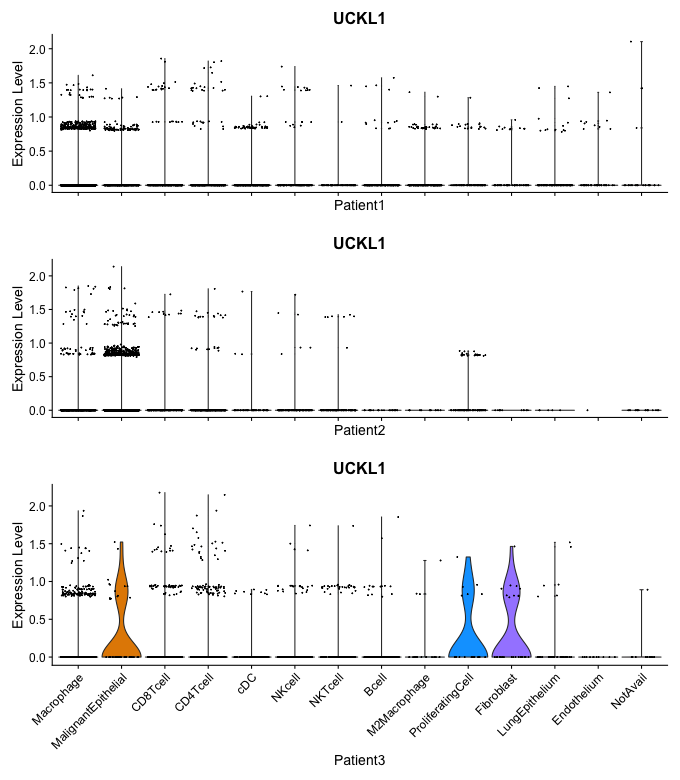 UCKL1
Expression Level
2.0
1.5
1.0
0.5
0.0
Patient1
UCKL1
Expression Level
2.0
1.5
1.0
0.5
0.0
Patient2
UCKL1
Expression Level
2.0
1.5
1.0
0.5
0.0
Macrophage
MalignantEpithelial
CD8Tcell
CD4Tcell
cDC
NKcell
NKTcell
Bcell
M2Macrophage
ProliferatingCell
Fibroblast
LungEpithelium
Endothelium
NotAvail
Patient3